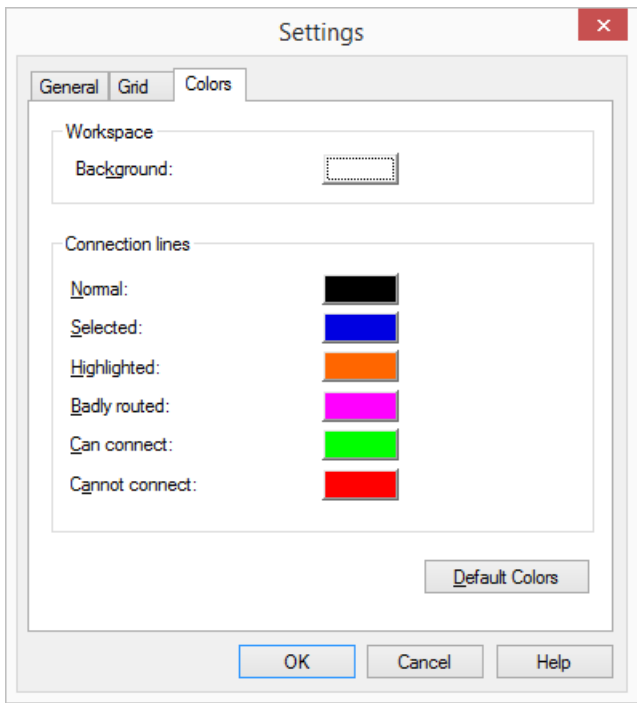 Settings
General Grid Colors
Workspace
Background:
Connection lines
Normal:
Selected:
Highlighted:
Badly routed:
Can connect:
Cannot connect:
Default Colors
OK Cancel Help